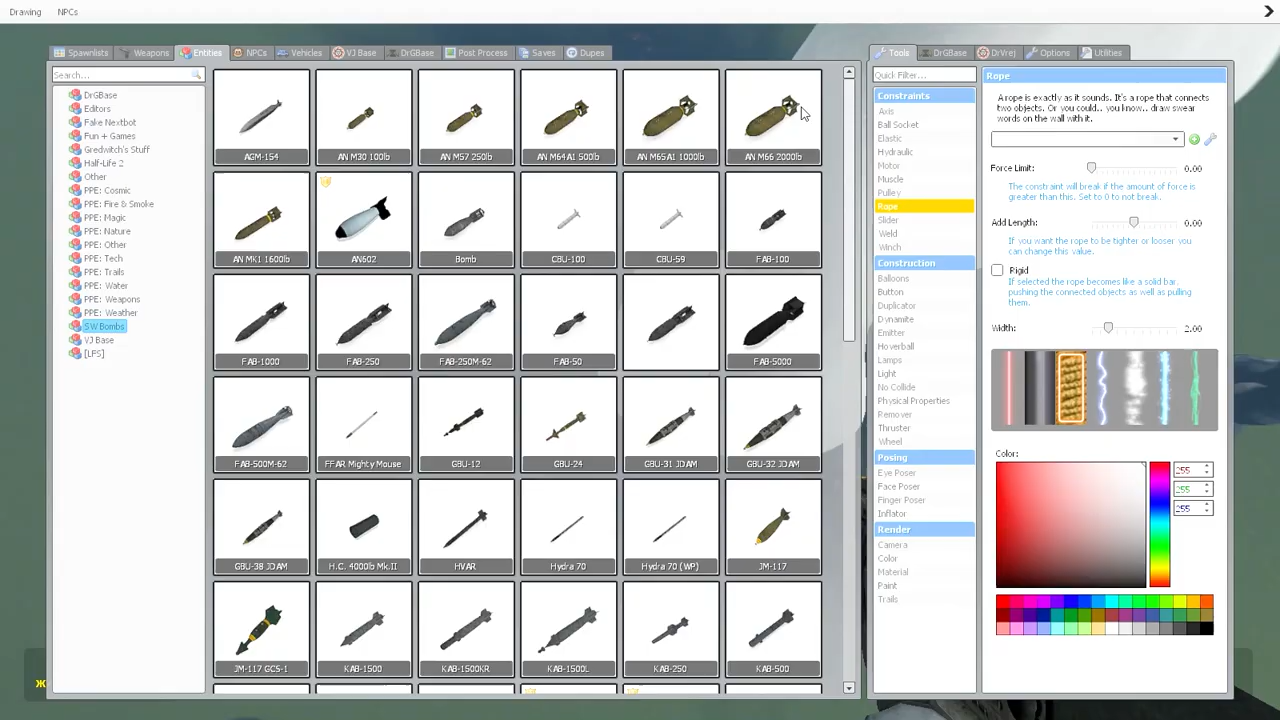 Drawing NPCs
Spawnlists Weapons Entities NPCs Vehicles VJ Base DrGBase Post Process Saves Dupes
Search...
DrGBase
Editors
Fake Nextbot
Fun + Games
Gredwitch's Stuff
Half-Life 2
Other
PPE: Cosmic
PPE: Fire & Smoke
PPE: Magic
PPE: Nature
PPE: Other
PPE: Tech
PPE: Trails
PPE: Water
PPE: Weapons
PPE: Weather
SW Bombs
VJ Base
[LFS]
AGM-154 AN M30 100lb AN M57 250lb AN M64A1 500lb AN M65A1 1000lb AN M66 2000lb
AN MK1 1600lb AN602 Bomb CBU-100 CBU-59 FAB-100
FAB-1000 FAB-250 FAB-250M-62 FAB-50 FAB-5000
FAB-500M-62 FFAR Mighty Mouse GBU-12 GBU-24 GBU-31 JDAM GBU-32 JDAM
GBU-38 JDAM H.C. 4000lb Mk.II HVAR Hydra 70 Hydra 70 (WP) JM-117
JM-117 GCS-1 KAB-1500 KAB-1500KR KAB-1500L KAB-250 KAB-500
Ж
Tools DrGBase DrVrej Options Utilities
Quick Filter...
Constraints
Axis
Ball Socket
Elastic
Hydraulic
Motor
Muscle
Pulley
Rope
Slider
Weld
Winch
Construction
Balloons
Button
Duplicator
Dynamite
Emitter
Hoverball
Lamps
Light
No Collide
Physical Properties
Remover
Thruster
Wheel
Posing
Eye Poser
Face Poser
Finger Poser
Inflator
Render
Camera
Color
Material
Paint
Trails
Rope
A rope is exactly as it sounds. It's a rope that connects
two objects. Or you could.. you know.. draw swear
words on the wall with it.
Force Limit: 0.00
The constraint will break if the amount of force is
greater than this. Set to 0 to not break.
Add Length: 0.00
If you want the rope to be tighter or looser you
can change this value.
Rigid
If selected the rope becomes like a solid bar,
pushing the connected objects as well as pulling
them.
Width: 2.00
Color:
255
255
255